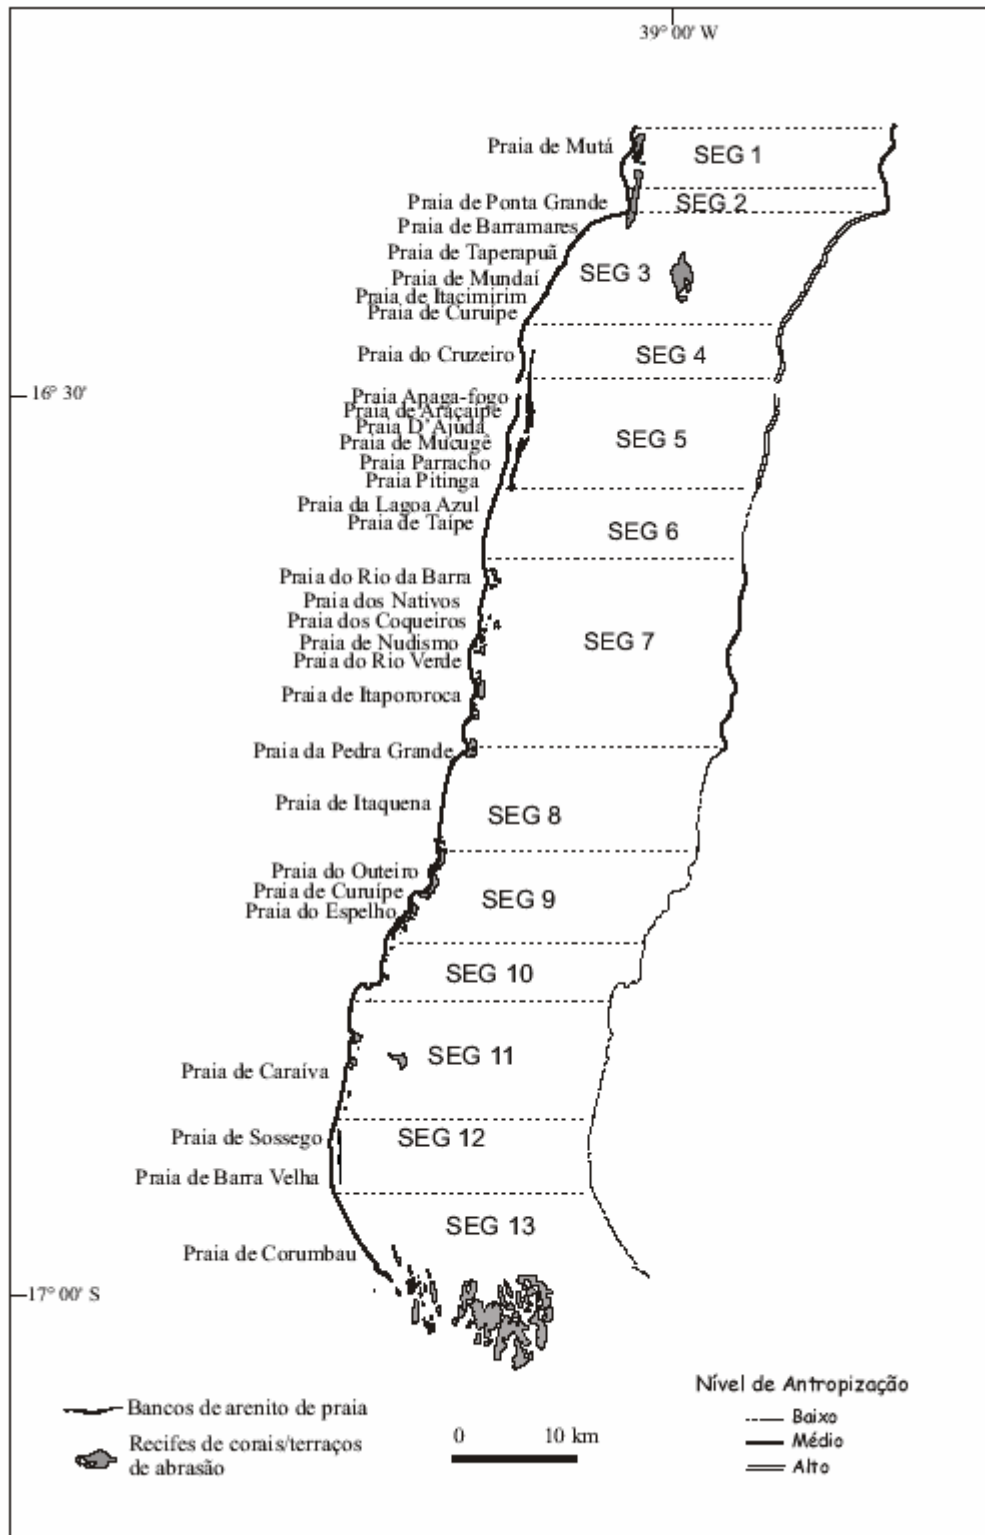 39° 00' W
Praia de Mutá
SEG 1
Praia de Ponta Grande
SEG 2
Praia de Barramares
Praia de Taperapuã
SEG 3
Praia de Mundaí
Praia de Itacimirim
Praia de Curuípe
Praia do Cruzeiro
SEG 4
16° 30'
Praia Apaga-fogo
Praia de Araçaípe
Praia D'Ajuda
SEG 5
Praia de Mucugê
Praia Parracho
Praia Pitinga
Praia da Lagoa Azul
Praia de Taípe
SEG 6
Praia do Rio da Barra
Praia dos Nativos
Praia dos Coqueiros
Praia de Nudismo
SEG 7
Praia do Rio Verde
Praia de Itapororoca
Praia da Pedra Grande
Praia de Itaquena
SEG 8
Praia do Outeiro
Praia de Curuípe
SEG 9
Praia do Espelho
SEG 10
SEG 11
Praia de Caraíva
Praia de Sossego
SEG 12
Praia de Barra Velha
SEG 13
Praia de Corumbau
17° 00' S
Bancos de arenito de praia
Recifes de corais/terraços
de abrasão
0 10 km
Nível de Antropização
Baixo
Médio
Alto